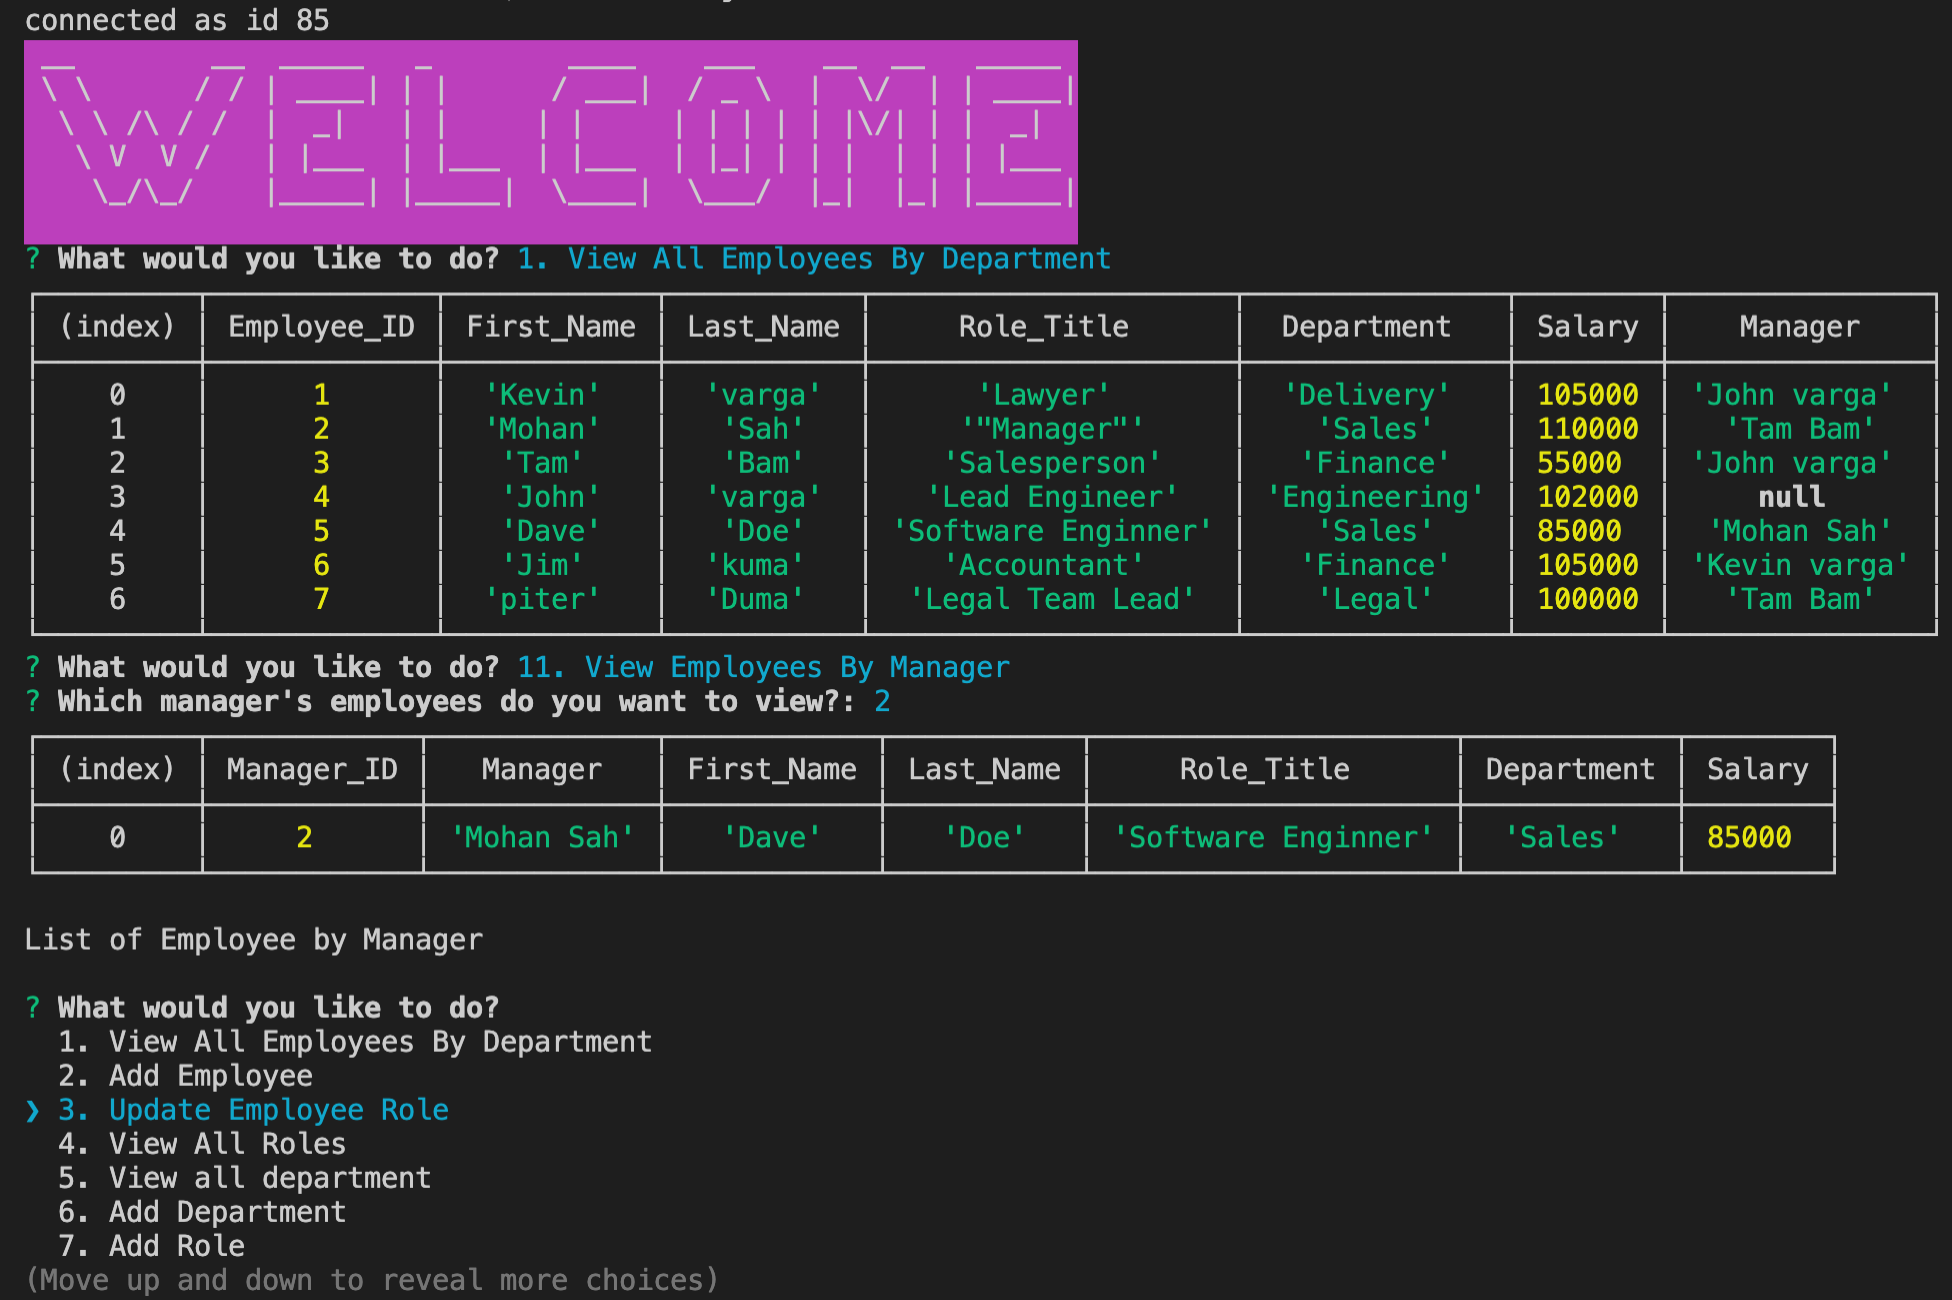 connected as id 85
WELCOME
? What would you like to do? 1. View All Employees By Department
(index) Employee_ID First_Name Last_Name Role_Title Department Salary Manager
0 1 'Kevin' 'varga' 'Lawyer' 'Delivery' 105000 'John varga'
1 2 'Mohan' 'Sah' '"Manager"' 'Sales' 110000 'Tam Bam'
2 3 'Tam' 'Bam' 'Salesperson' 'Finance' 55000 'John varga'
3 4 'John' 'varga' 'Lead Engineer' 'Engineering' 102000 null
4 5 'Dave' 'Doe' 'Software Enginner' 'Sales' 85000 'Mohan Sah'
5 6 'Jim' 'kuma' 'Accountant' 'Finance' 105000 'Kevin varga'
6 7 'piter' 'Duma' 'Legal Team Lead' 'Legal' 100000 'Tam Bam'
? What would you like to do? 11. View Employees By Manager
? Which manager's employees do you want to view?: 2
(index) Manager_ID Manager First_Name Last_Name Role_Title Department Salary
0 2 'Mohan Sah' 'Dave' 'Doe' 'Software Enginner' 'Sales' 85000
List of Employee by Manager
? What would you like to do?
1. View All Employees By Department
2. Add Employee
❯ 3. Update Employee Role
4. View All Roles
5. View all department
6. Add Department
7. Add Role
(Move up and down to reveal more choices)